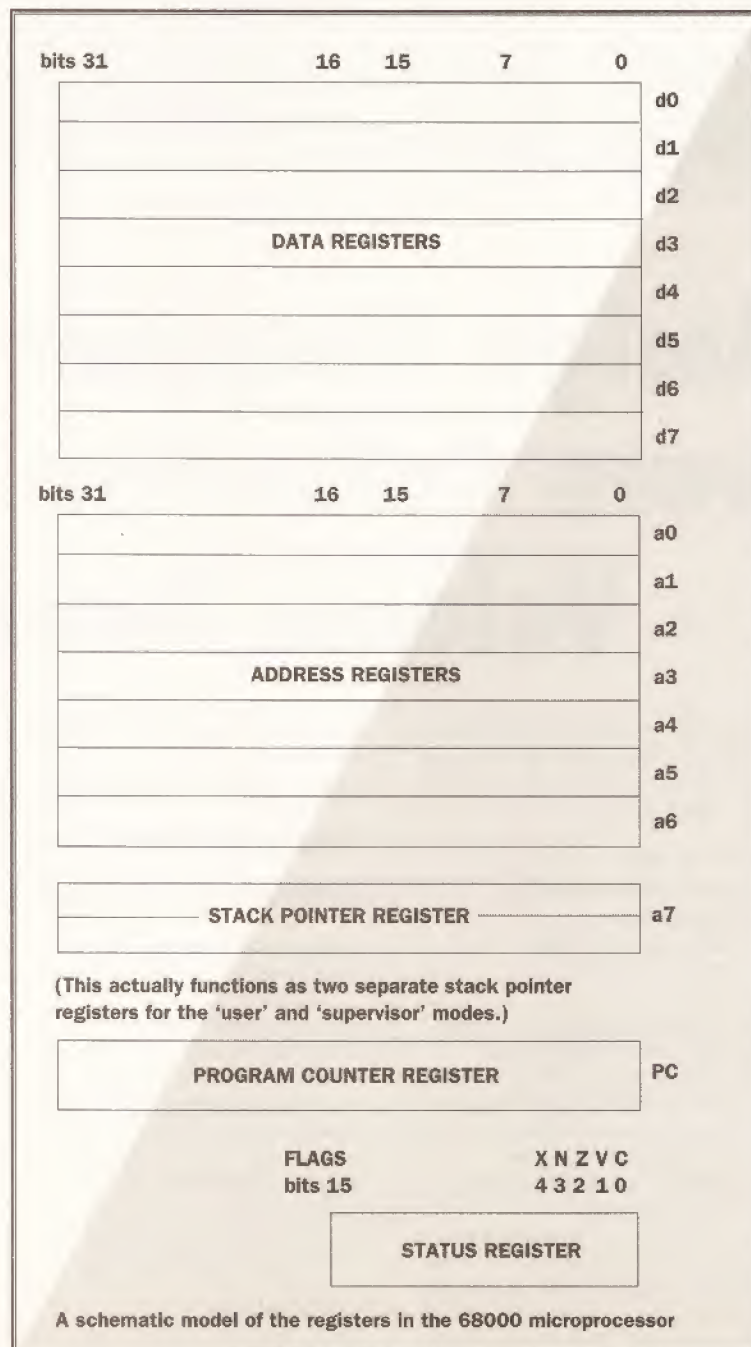 bits 31 16 15 7 0
d0
d1
d2
DATA REGISTERS d3
d4
d5
d6
d7
bits 31 16 15 7 0
a0
a1
a2
ADDRESS REGISTERS a3
a4
a5
a6
STACK POINTER REGISTER a7
(This actually functions as two separate stack pointer
registers for the ‘user’ and ‘supervisor’ modes.)
PROGRAM COUNTER REGISTER PC
FLAGS X N Z V C
bits 15 4 3 2 1 0
STATUS REGISTER
A schematic model of the registers in the 68000 microprocessor